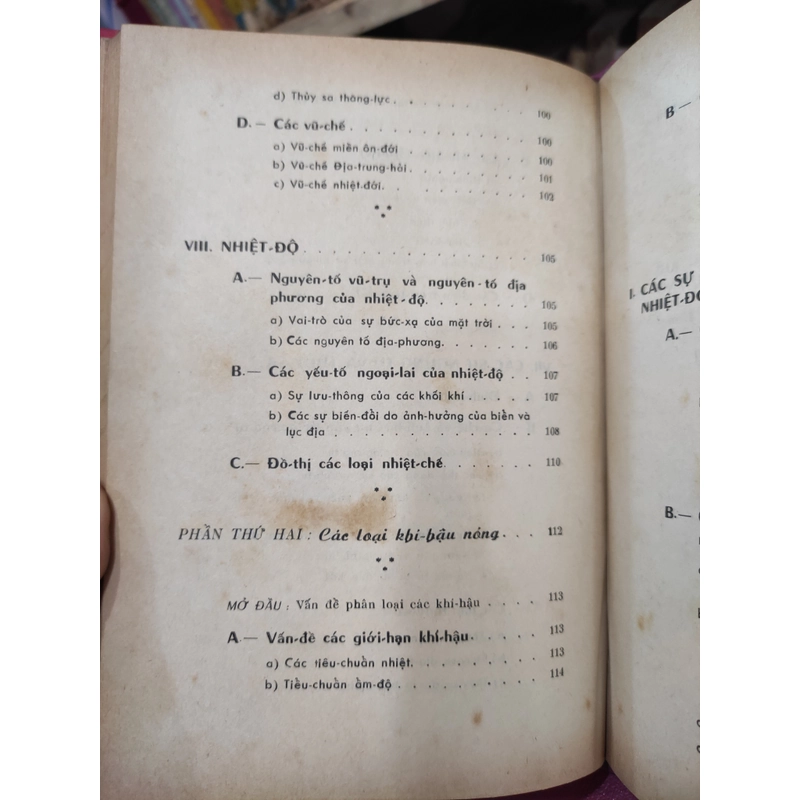 d) Thủy sa thông-lực . . . . . . . . 100
D.— Các vũ-chế . . . . . . . . . . . 100
a) Vũ-chế miền ôn-đới . . . . . . . 100
b) Vũ-chế Địa-trung-hải . . . . . . 101
c) Vũ-chế nhiệt-đới. . . . . . . . . 102
VIII. NHIỆT-ĐỘ . . . . . . . . . . . 105
A.— Nguyên-tố vũ-trụ và nguyên-tố địa
phương của nhiệt-độ. . . . . . . . 105
a) Vai-trò của sự bức-xạ của mặt trời . 105
b) Các nguyên tố địa-phương. . . . . 106
B.— Các yếu-tố ngoại-lai của nhiệt-độ . . 107
a) Sự lưu-thông của các khối khí . . . . 107
b) Các sự biến-đổi do ảnh-hưởng của biển và
lục địa . . . . . . . . . . . . . 108
C.— Đồ-thị các loại nhiệt-chế. . . . . . 110
PHẦN THỨ HAI : Các loại khí-hậu nóng. . . 112
MỞ ĐẦU : Vấn đề phân loại các khí-hậu . . . . 113
A.— Vấn-đề các giới-hạn khí-hậu. . . . . 113
a) Các tiêu-chuẩn nhiệt. . . . . . . . 113
b) Tiêu-chuẩn ẩm-độ . . . . . . . . . 114
B —
I. CÁC SỰ
NHIỆT-ĐỘ
A.—
B.—